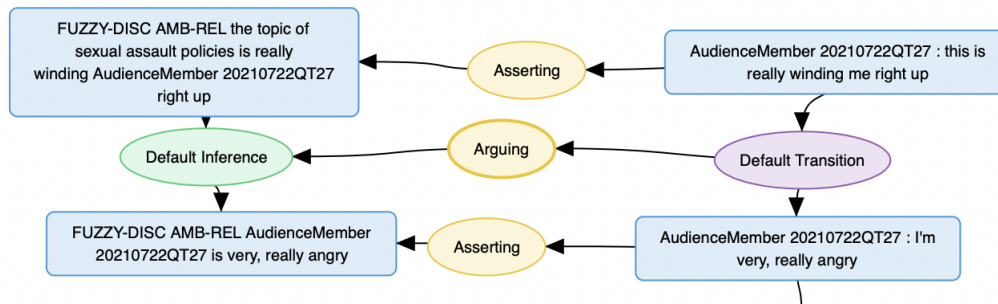 FUZZY-DISC AMB-REL the topic of
sexual assault policies is really
winding AudienceMember 20210722QT27
right up
Asserting
AudienceMember 20210722QT27 : this is
really winding me right up
Default Inference
Arguing
Default Transition
FUZZY-DISC AMB-REL AudienceMember
20210722QT27 is very, really angry
Asserting
AudienceMember 20210722QT27 : I'm
very, really angry